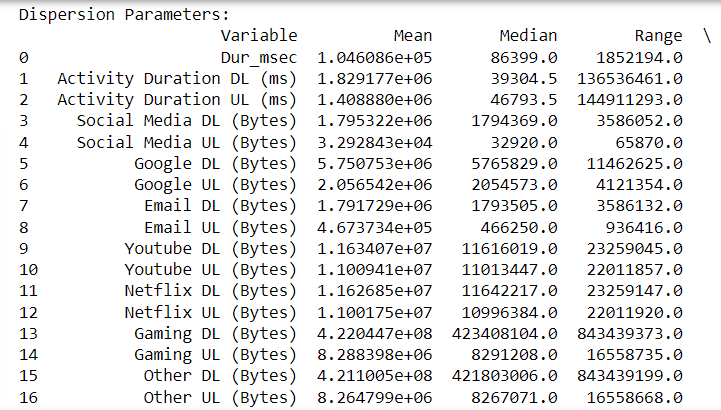 Dispersion Parameters:
Variable Mean Median Range \
0 Dur_msec 1.046086e+05 86399.0 1852194.0
1 Activity Duration DL (ms) 1.829177e+06 39304.5 136536461.0
2 Activity Duration UL (ms) 1.408880e+06 46793.5 144911293.0
3 Social Media DL (Bytes) 1.795322e+06 1794369.0 3586052.0
4 Social Media UL (Bytes) 3.292843e+04 32920.0 65870.0
5 Google DL (Bytes) 5.750753e+06 5765829.0 11462625.0
6 Google UL (Bytes) 2.056542e+06 2054573.0 4121354.0
7 Email DL (Bytes) 1.791729e+06 1793505.0 3586132.0
8 Email UL (Bytes) 4.673734e+05 466250.0 936416.0
9 Youtube DL (Bytes) 1.163407e+07 11616019.0 23259045.0
10 Youtube UL (Bytes) 1.100941e+07 11013447.0 22011857.0
11 Netflix DL (Bytes) 1.162685e+07 11642217.0 23259147.0
12 Netflix UL (Bytes) 1.100175e+07 10996384.0 22011920.0
13 Gaming DL (Bytes) 4.220447e+08 423408104.0 843439373.0
14 Gaming UL (Bytes) 8.288398e+06 8291208.0 16558735.0
15 Other DL (Bytes) 4.211005e+08 421803006.0 843439199.0
16 Other UL (Bytes) 8.264799e+06 8267071.0 16558668.0